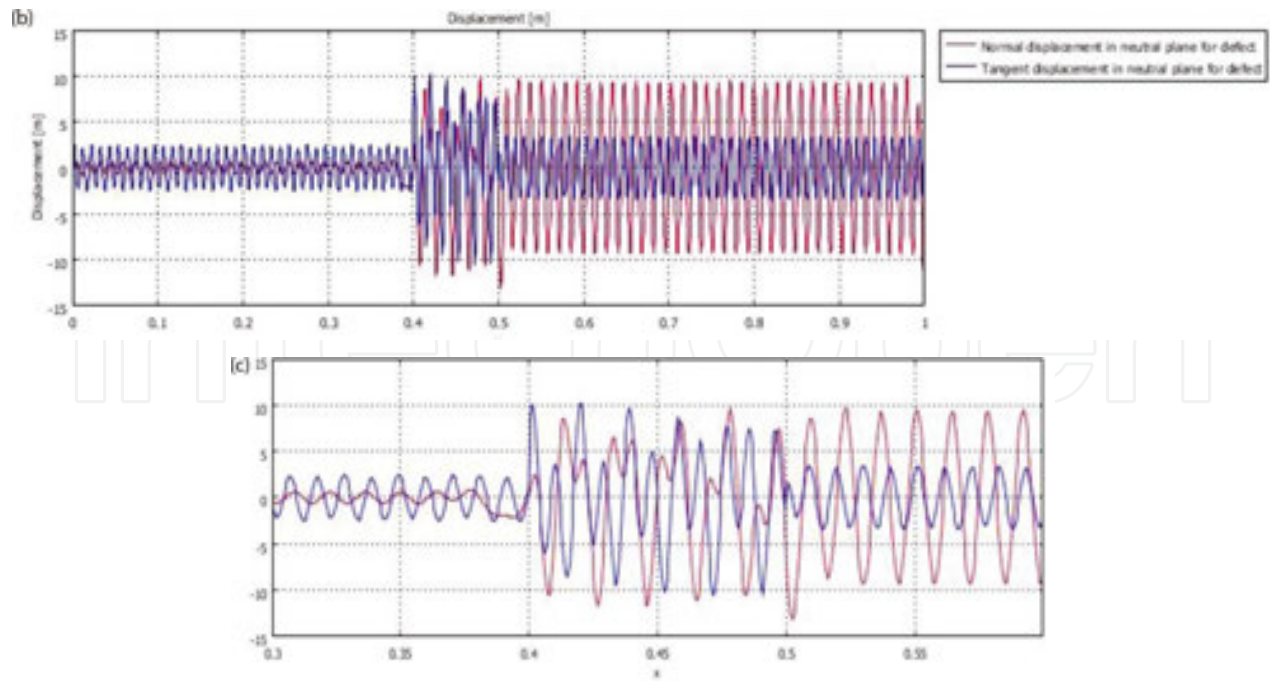 (b)
Displacement [m]
Normal displacement in neutral plane for defect
Tangent displacement in neutral plane for defect
Displacement [m]
15
10
5
0
-5
-10
-15
0 0.1 0.2 0.3 0.4 0.5 0.6 0.7 0.8 0.9 1
(c)
15
10
5
0
-5
-10
-15
0.3 0.35 0.4 0.45 0.5 0.55
x